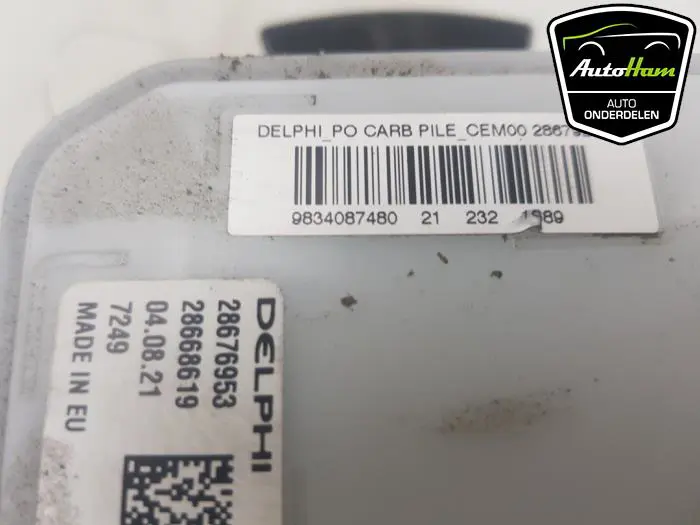 AutoHam
AUTO
ONDERDELEN
DELPHI_PO CARB PILE_CEM00
9834087480 21 232
DELPHI
28676953
28668619
04.08.21
7249
MADE IN EU